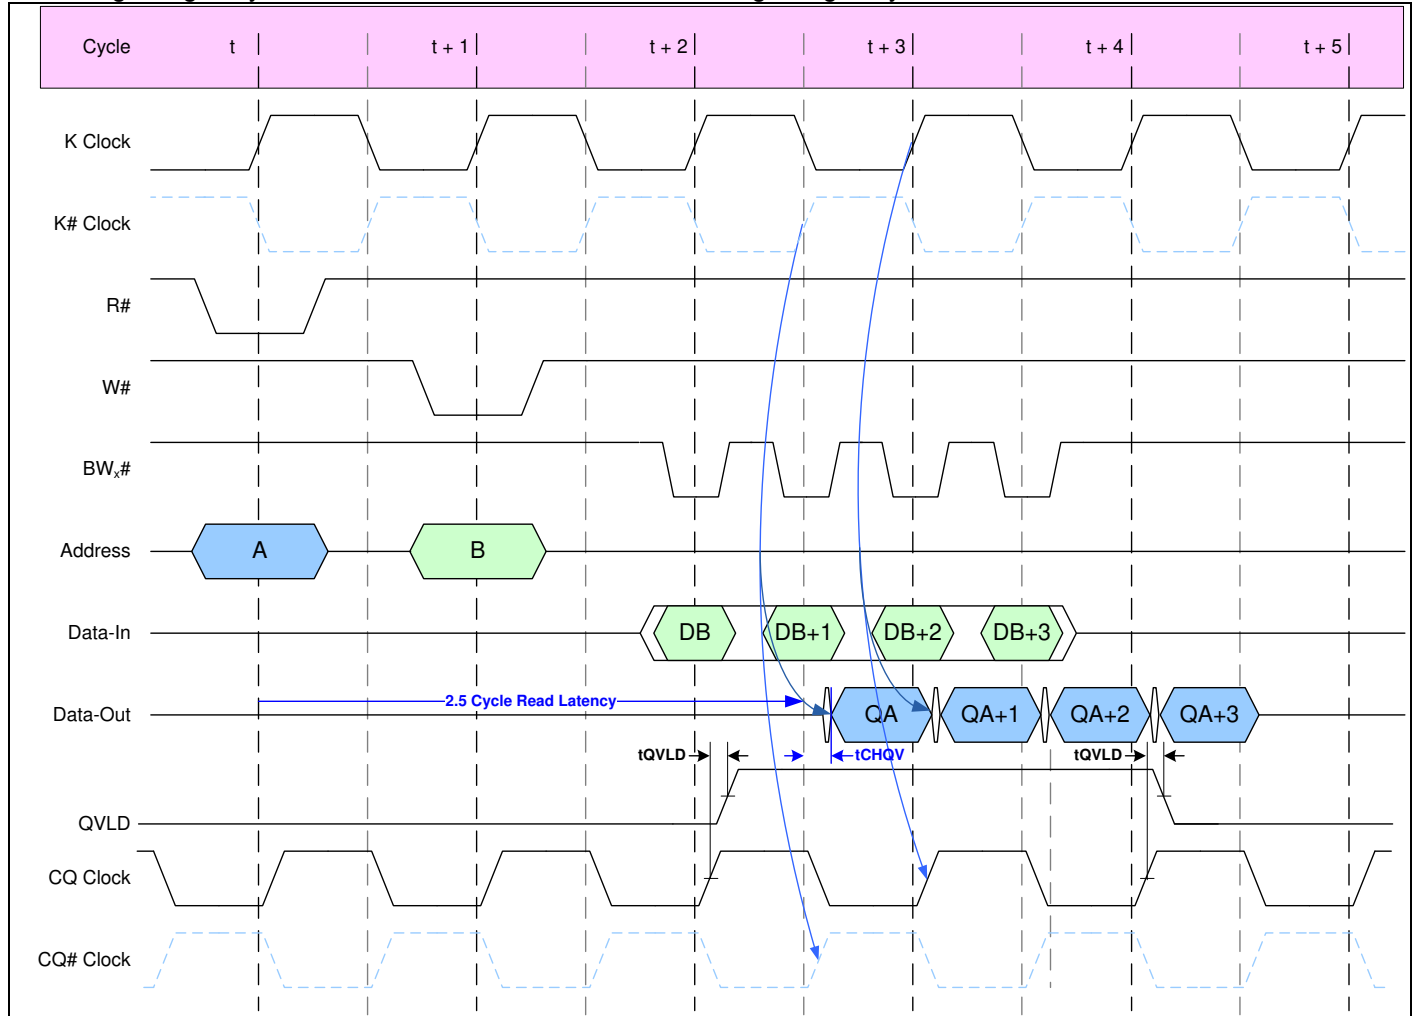 Cycle t t + 1 t + 2 t + 3 t + 4 t + 5
K Clock
K# Clock
R#
W#
BWx#
Address A B
Data-In DB DB+1 DB+2 DB+3
2.5 Cycle Read Latency
Data-Out QA QA+1 QA+2 QA+3
tQVLD tCHQV tQVLD
QVLD
CQ Clock
CQ# Clock